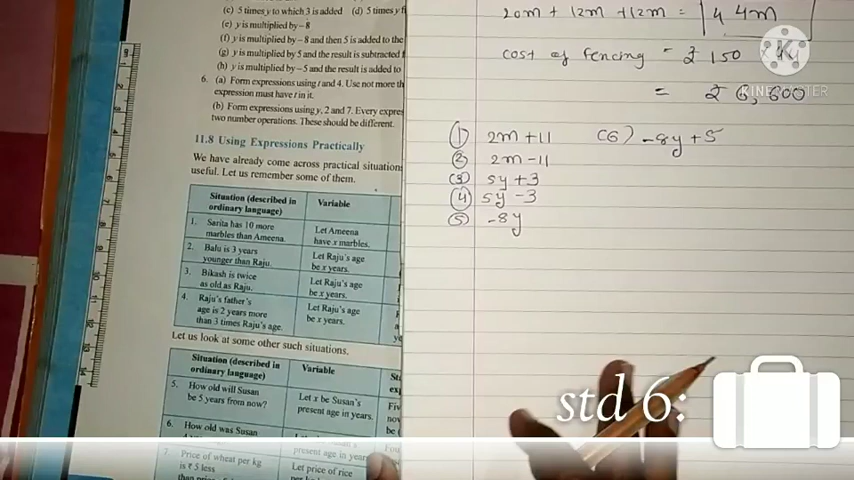 (c) 5 times y to which 3 is added (d) 5 times y f
(e) y is multiplied by – 8
(f) y is multiplied by – 8 and then 5 is added to the
(g) y is multiplied by 5 and the result is subtracted f
(h) y is multiplied by – 5 and the result is added to
6. (a) Form expressions using t and 4. Use not more th
expression must have t in it.
(b) Form expressions using y, 2 and 7. Every expre
two number operations. These should be different.
11.8 Using Expressions Practically
We have already come across practical situation
useful. Let us remember some of them.
Situation (described in ordinary language) Variable
1. Sarita has 10 more marbles than Ameena. Let Ameena have x marbles.
2. Balu is 3 years younger than Raju. Let Raju's age be x years.
3. Bikash is twice as old as Raju. Let Raju's age be x years.
4. Raju's father's age is 2 years more than 3 times Raju's age. Let Raju's age be x years.
Let us look at some other such situations.
Situation (described in ordinary language) Variable
5. How old will Susan be 5 years from now? Let x be Susan's present age in years.
6. How old was Susan present age in years
7. Price of wheat per kg is ₹ 5 less Let price of rice
20m + 12m + 12m = 44m
cost of fencing = ₹ 150 x
= ₹ 6,600
KINEMASTER
(1) 2m + 11 (6) -8y + 5
(2) 2m - 11
(3) 5y + 3
(4) 5y - 3
(5) -8y
std 6: